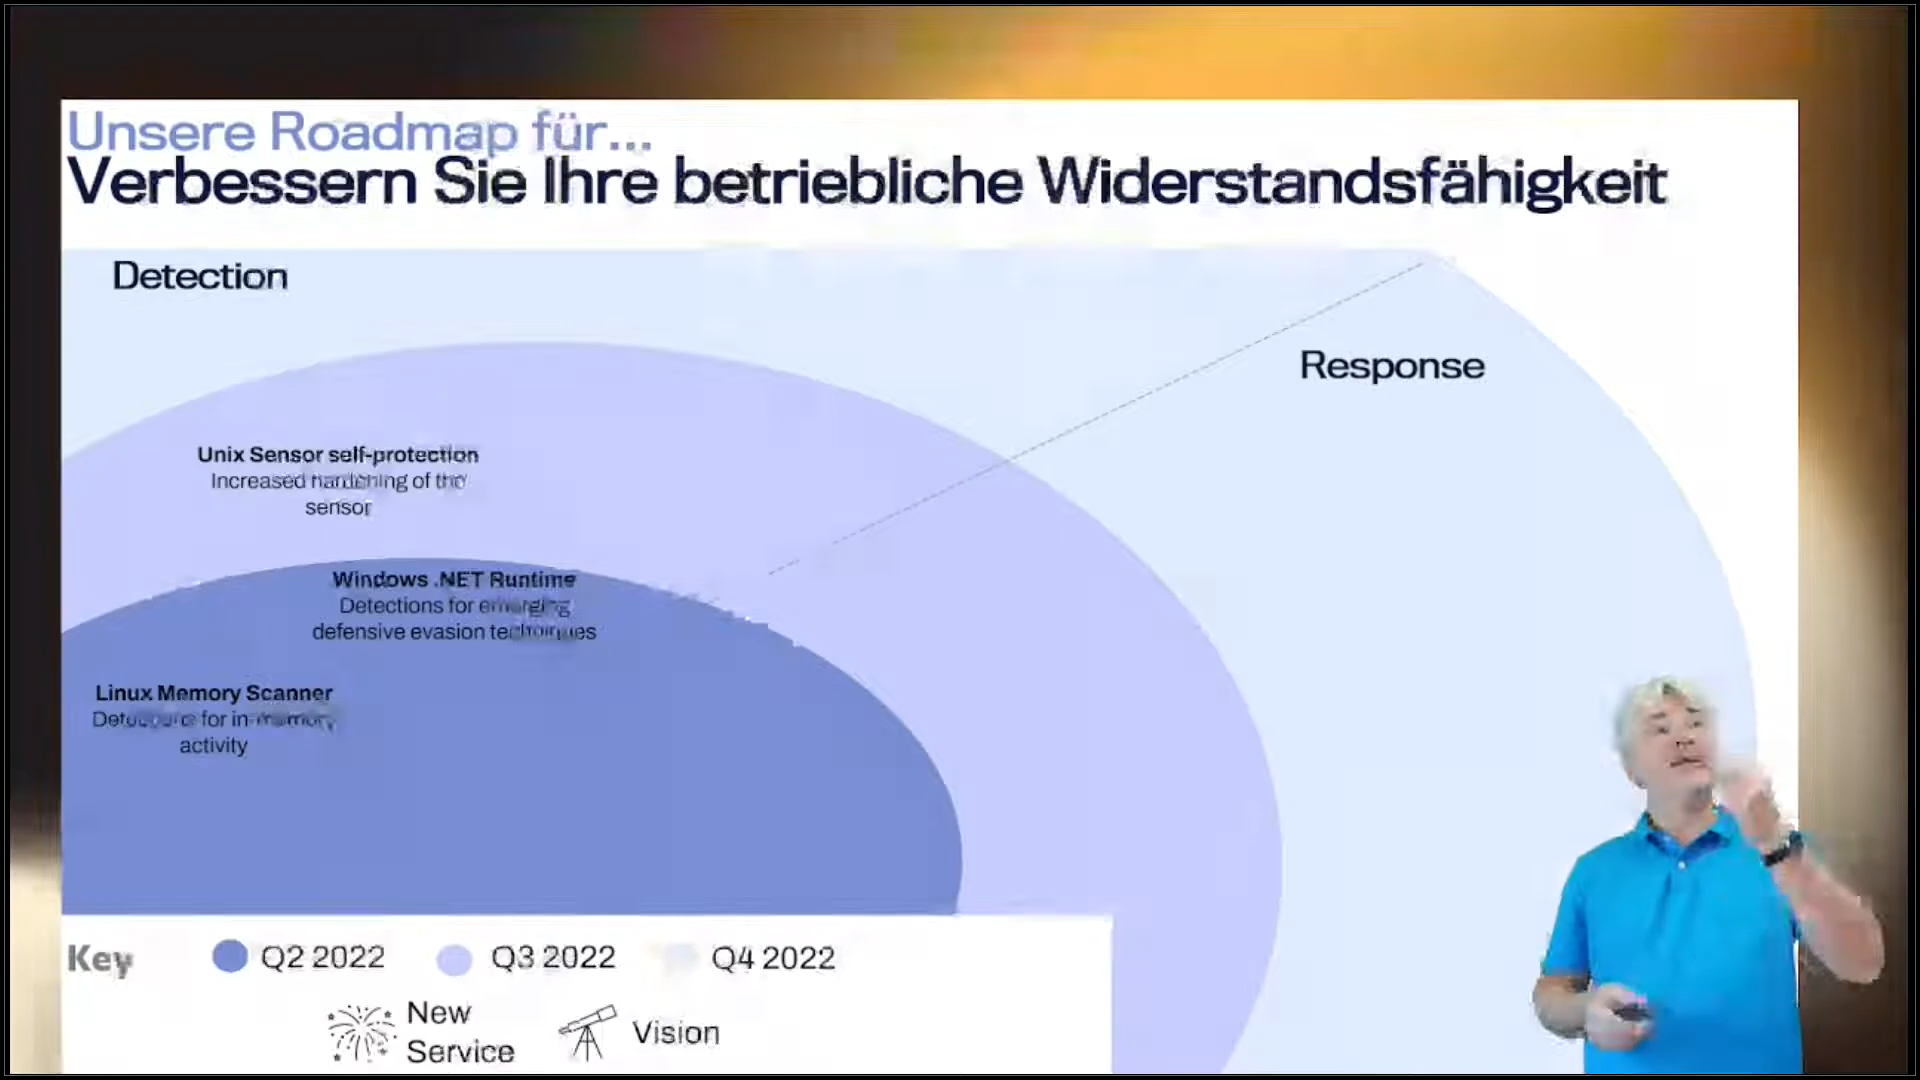 Unsere Roadmap für...
Verbessern Sie Ihre betriebliche Widerstandsfähigkeit
Detection
Response
Unix Sensor self-protection
Increased hardening of the
sensor
Windows .NET Runtime
Detections for emerging
defensive evasion techniques
Linux Memory Scanner
Detections for in-memory
activity
Key
Q2 2022
Q3 2022
Q4 2022
New
Service
Vision